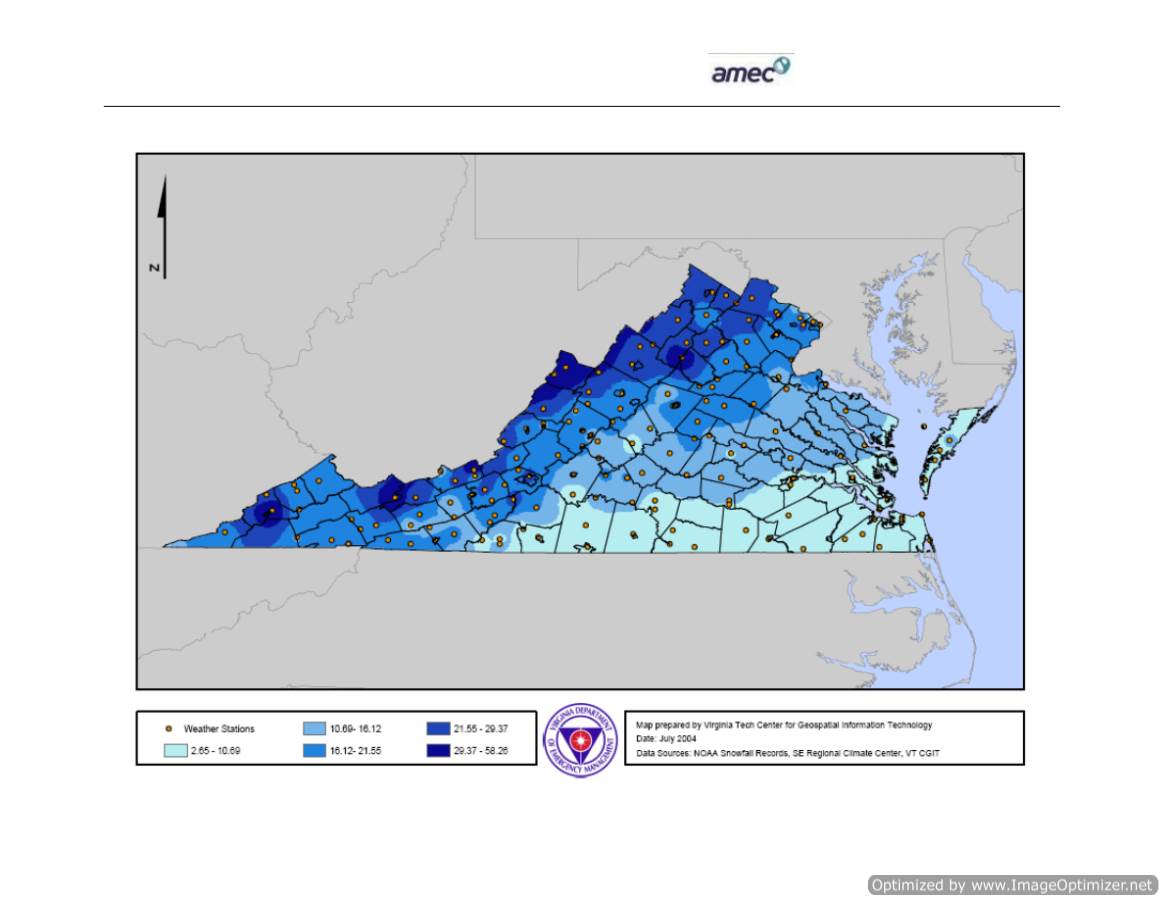 amec
N
Weather Stations
2.65 - 10.69
10.69- 16.12
16.12- 21.55
21.55 - 29.37
29.37 - 58.26
VIRGINIA DEPARTMENT
OF EMERGENCY MANAGEMENT
Map prepared by Virginia Tech Center for Geospatial Information Technology
Date: July 2004
Data Sources: NOAA Snowfall Records, SE Regional Climate Center, VT CGIT
Optimized by www.ImageOptimizer.net